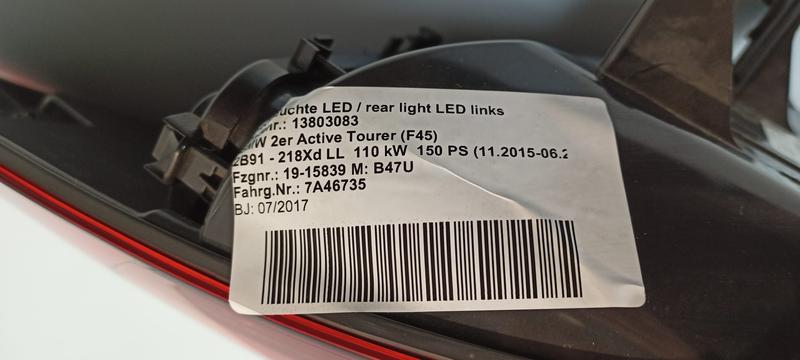 LED / rear light LED links
13803083
2er Active Tourer (F45)
2B91 - 218Xd LL 110 kW 150 PS (11.2015-06.2
Fzgnr.: 19-15839 M: B47U
Fahrg.Nr.: 7A46735
BJ: 07/2017